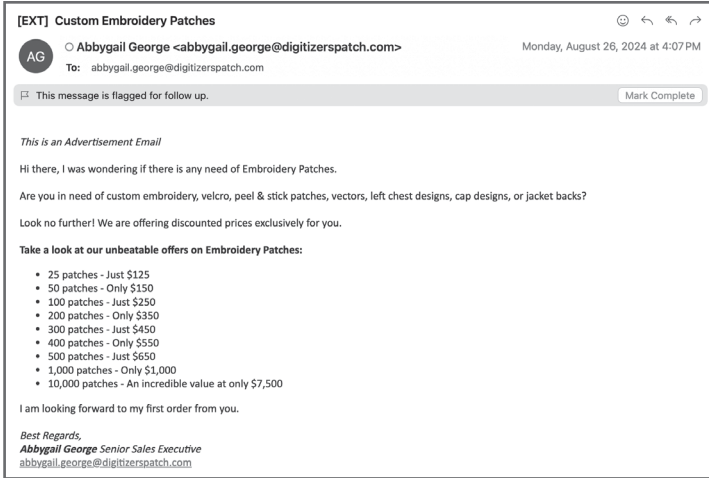 [EXT] Custom Embroidery Patches
AG
Abbygail George <abbygail.george@digitizerspatch.com>
Monday, August 26, 2024 at 4:07 PM
To: abbygail.george@digitizerspatch.com
This message is flagged for follow up.
Mark Complete
This is an Advertisement Email
Hi there, I was wondering if there is any need of Embroidery Patches.
Are you in need of custom embroidery, velcro, peel & stick patches, vectors, left chest designs, cap designs, or jacket backs?
Look no further! We are offering discounted prices exclusively for you.
Take a look at our unbeatable offers on Embroidery Patches:
• 25 patches - Just $125
• 50 patches - Only $150
• 100 patches - Just $250
• 200 patches - Only $350
• 300 patches - Just $450
• 400 patches - Only $550
• 500 patches - Just $650
• 1,000 patches - Only $1,000
• 10,000 patches - An incredible value at only $7,500
I am looking forward to my first order from you.
Best Regards,
Abbygail George Senior Sales Executive
abbygail.george@digitizerspatch.com